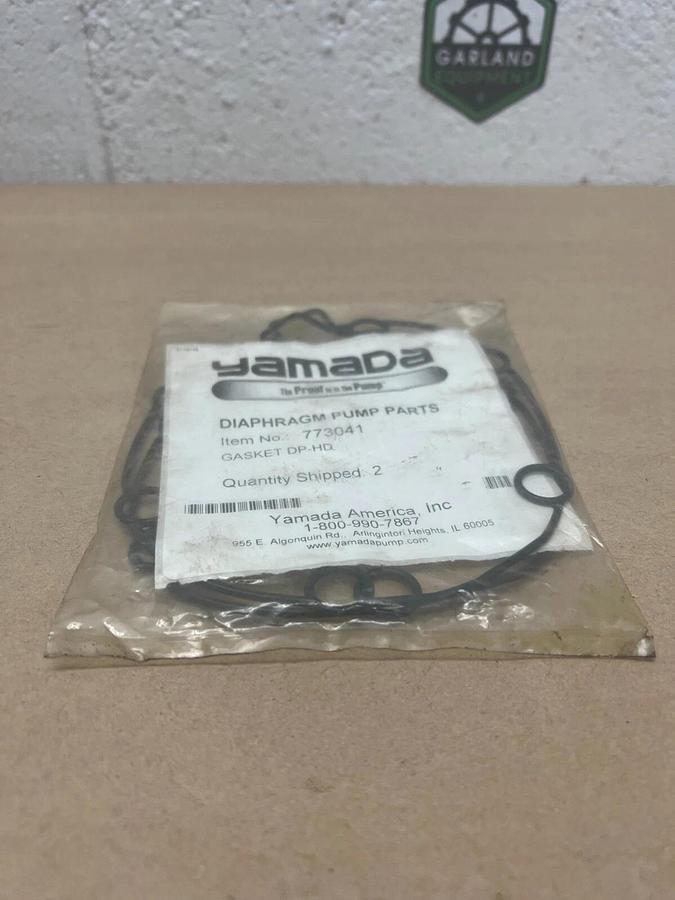 GARLAND
EQUIPMENT
YAMADA
The Proof is in the Pump
DIAPHRAGM PUMP PARTS
Item No.: 773041
GASKET DP-HD.
Quantity Shipped: 2
Yamada America, Inc
1-800-990-7867
955 E. Algonquin Rd., Arlington Heights, IL 60005
www.yamadapump.com